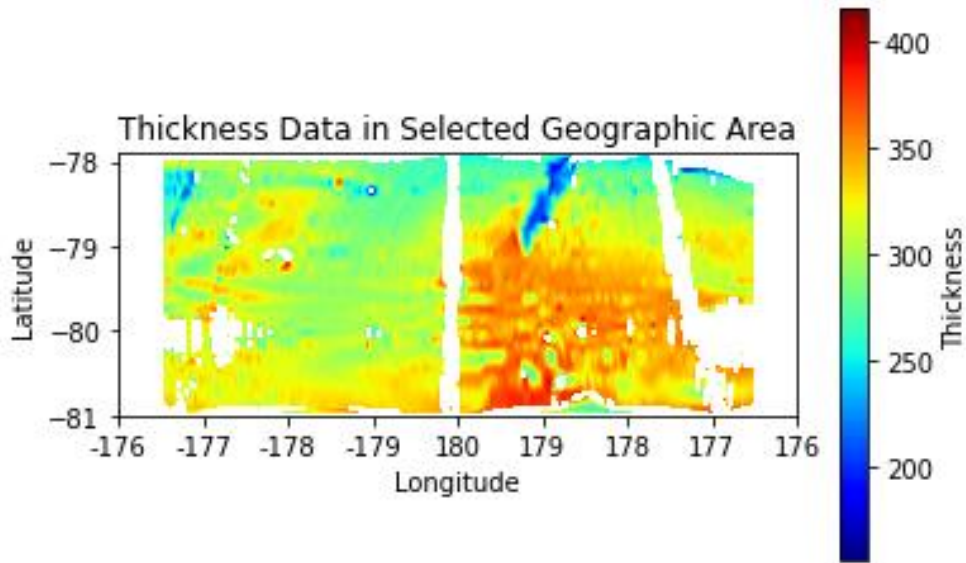 Thickness Data in Selected Geographic Area
−78
−79
−80
−81
Latitude
-176 -177 -178 -179 180 179 178 177 176
Longitude
400
350
300
250
200
Thickness